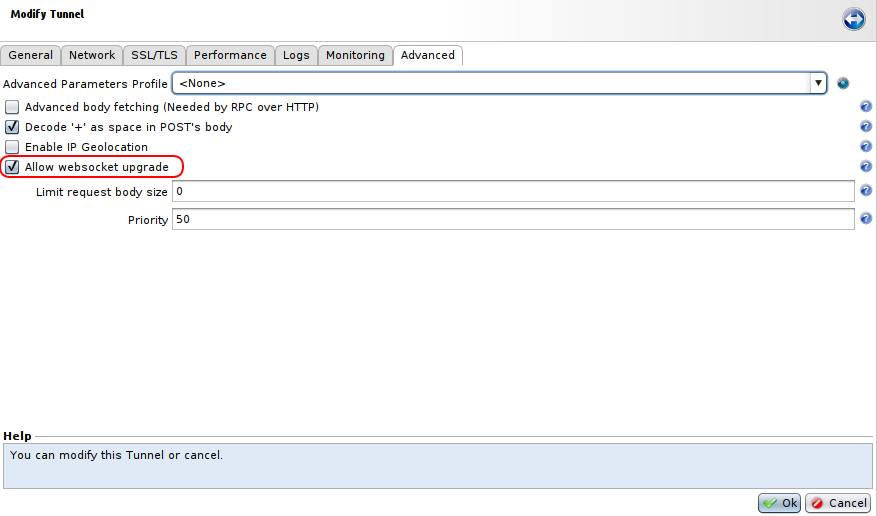 Modify Tunnel
General Network SSL/TLS Performance Logs Monitoring Advanced
Advanced Parameters Profile <None>
Advanced body fetching (Needed by RPC over HTTP)
Decode '+' as space in POST's body
Enable IP Geolocation
Allow websocket upgrade
Limit request body size 0
Priority 50
Help
You can modify this Tunnel or cancel.
Ok Cancel